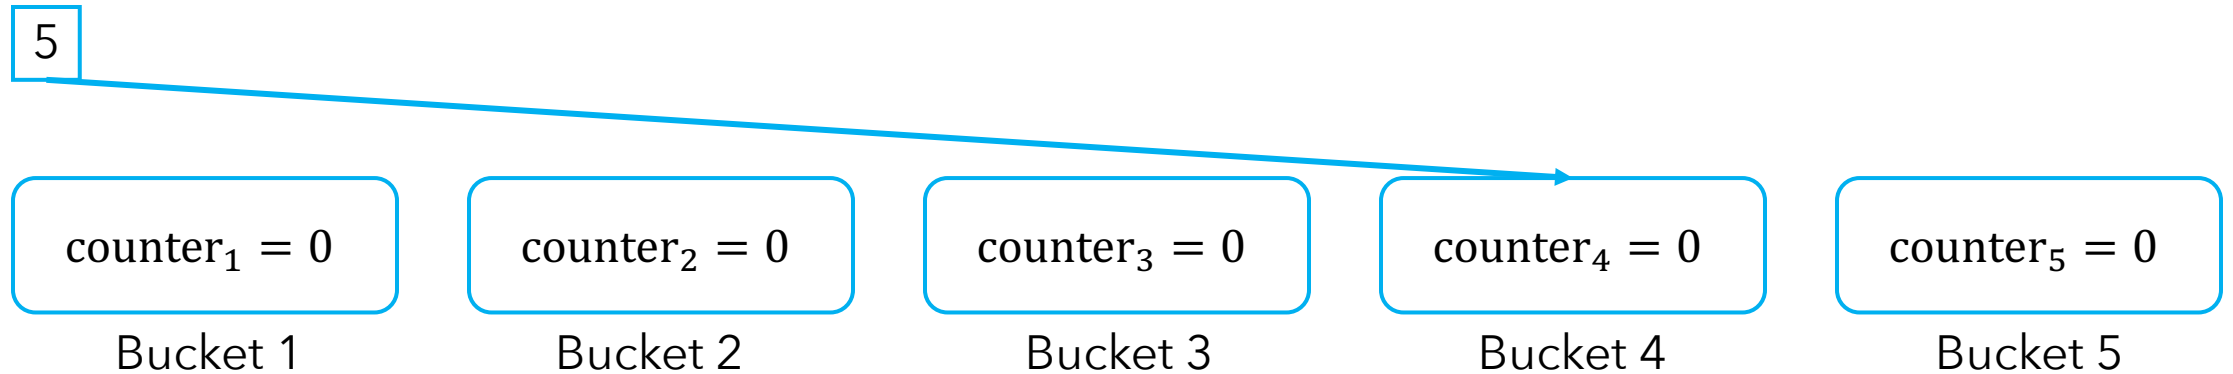 5
counter₁ = 0 counter₂ = 0 counter₃ = 0 counter₄ = 0 counter₅ = 0
Bucket 1 Bucket 2 Bucket 3 Bucket 4 Bucket 5